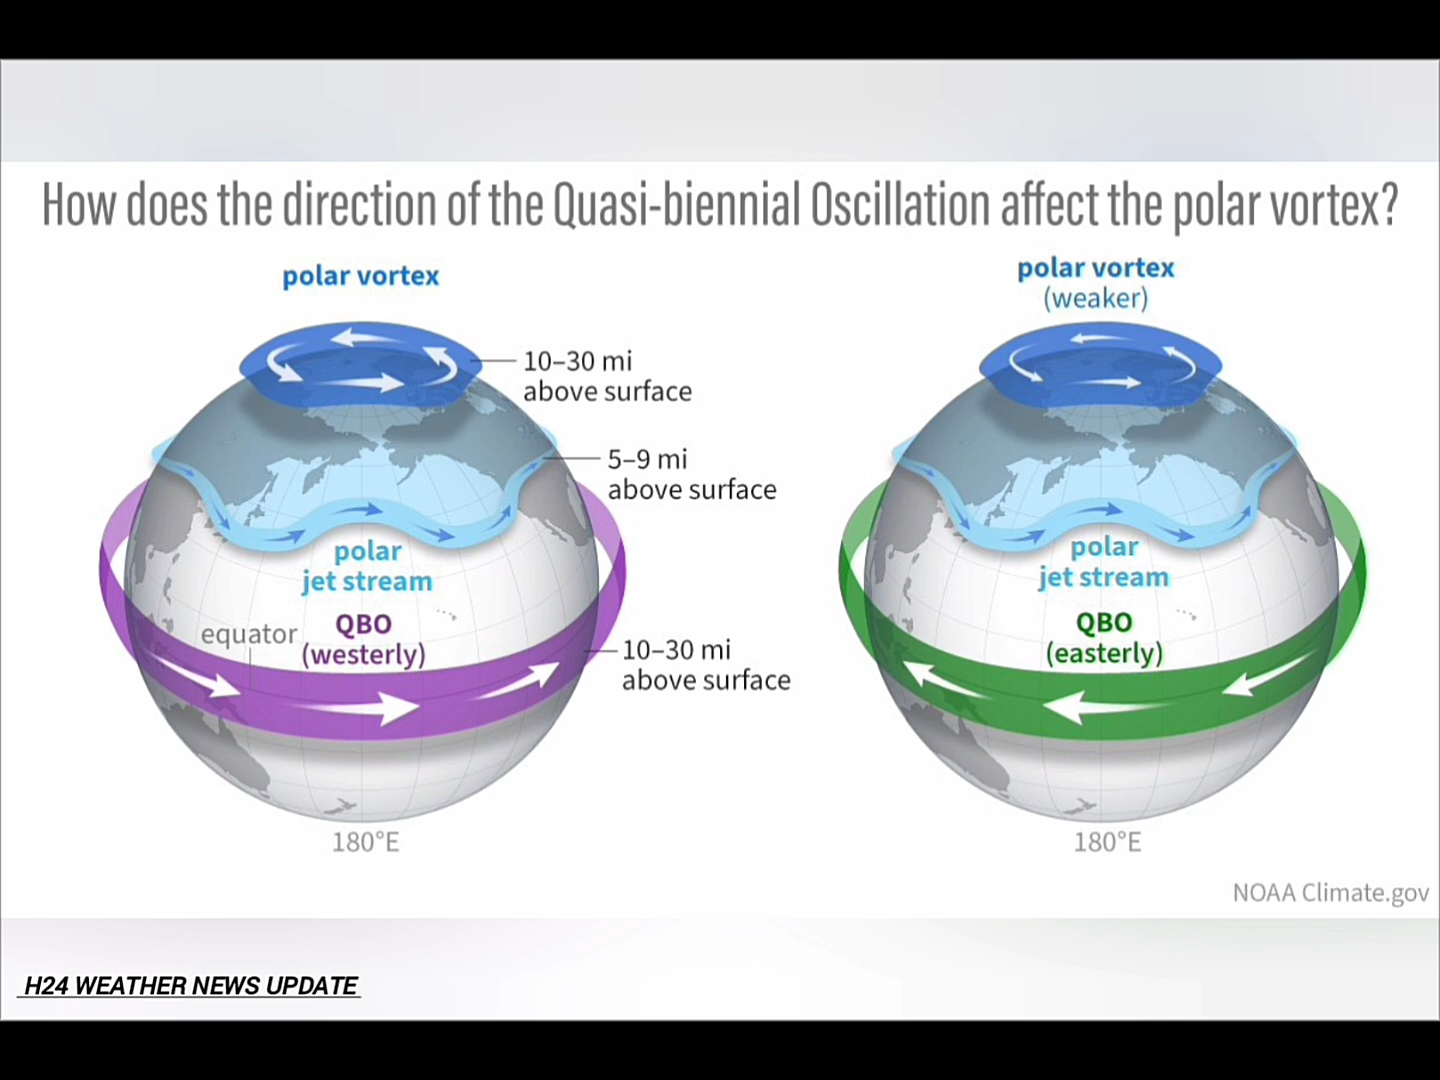 How does the direction of the Quasi-biennial Oscillation affect the polar vortex?
polar vortex
10–30 mi
above surface
5–9 mi
above surface
polar
jet stream
equator
QBO
(westerly)
10–30 mi
above surface
180°E
polar vortex
(weaker)
polar
jet stream
QBO
(easterly)
180°E
NOAA Climate.gov
H24 WEATHER NEWS UPDATE